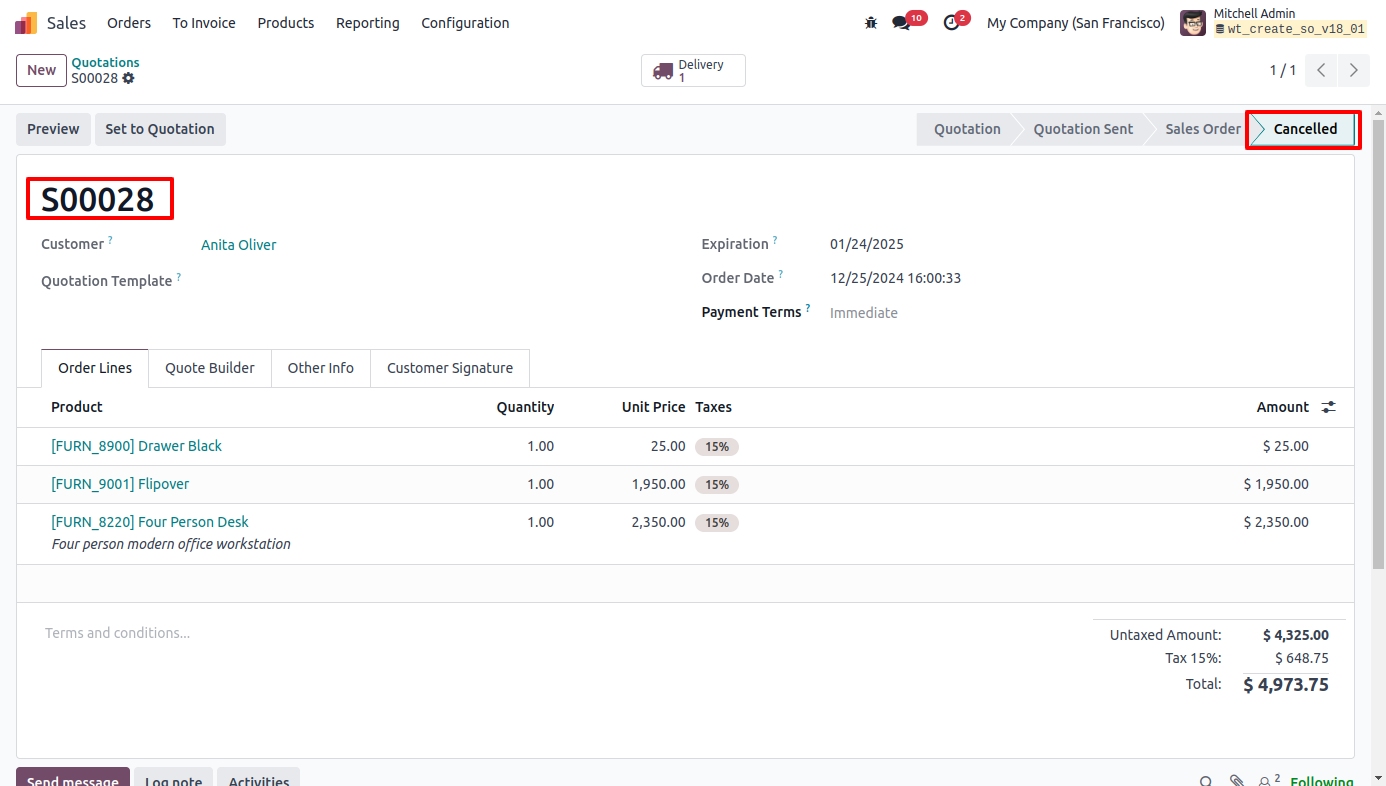 Sales Orders To Invoice Products Reporting Configuration 10 2 My Company (San Francisco) Mitchell Admin
wt_create_so_v18_01
New Quotations Delivery
S00028 1 1 / 1
Preview Set to Quotation Quotation Quotation Sent Sales Order Cancelled
S00028
Customer ? Anita Oliver Expiration ? 01/24/2025
Quotation Template ? Order Date ? 12/25/2024 16:00:33
Payment Terms ? Immediate
Order Lines Quote Builder Other Info Customer Signature
Product Quantity Unit Price Taxes Amount
[FURN_8900] Drawer Black 1.00 25.00 15% $ 25.00
[FURN_9001] Flipover 1.00 1,950.00 15% $ 1,950.00
[FURN_8220] Four Person Desk 1.00 2,350.00 15% $ 2,350.00
Four person modern office workstation
Terms and conditions... Untaxed Amount: $ 4,325.00
Tax 15%: $ 648.75
Total: $ 4,973.75
Send message Log note Activities 2 Following